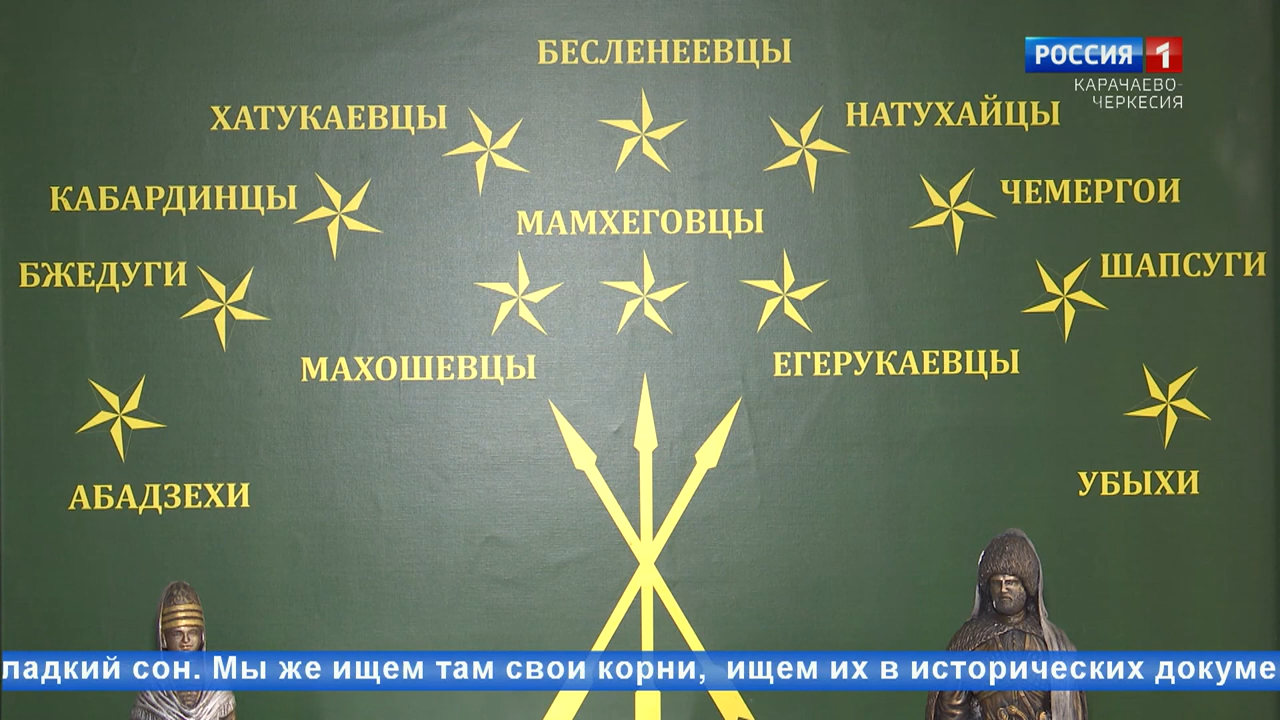 БЕСЛЕНЕЕВЦЫ
РОССИЯ 1
КАРАЧАЕВО-
ЧЕРКЕСИЯ
ХАТУКАЕВЦЫ
НАТУХАЙЦЫ
КАБАРДИНЦЫ
ЧЕМЕРГОИ
МАМХЕГОВЦЫ
БЖЕДУГИ
ШАПСУГИ
МАХОШЕВЦЫ
ЕГЕРУКАЕВЦЫ
АБАДЗЕХИ
УБЫХИ
ладкий сон. Мы же ищем там свои корни, ищем их в исторических докуме